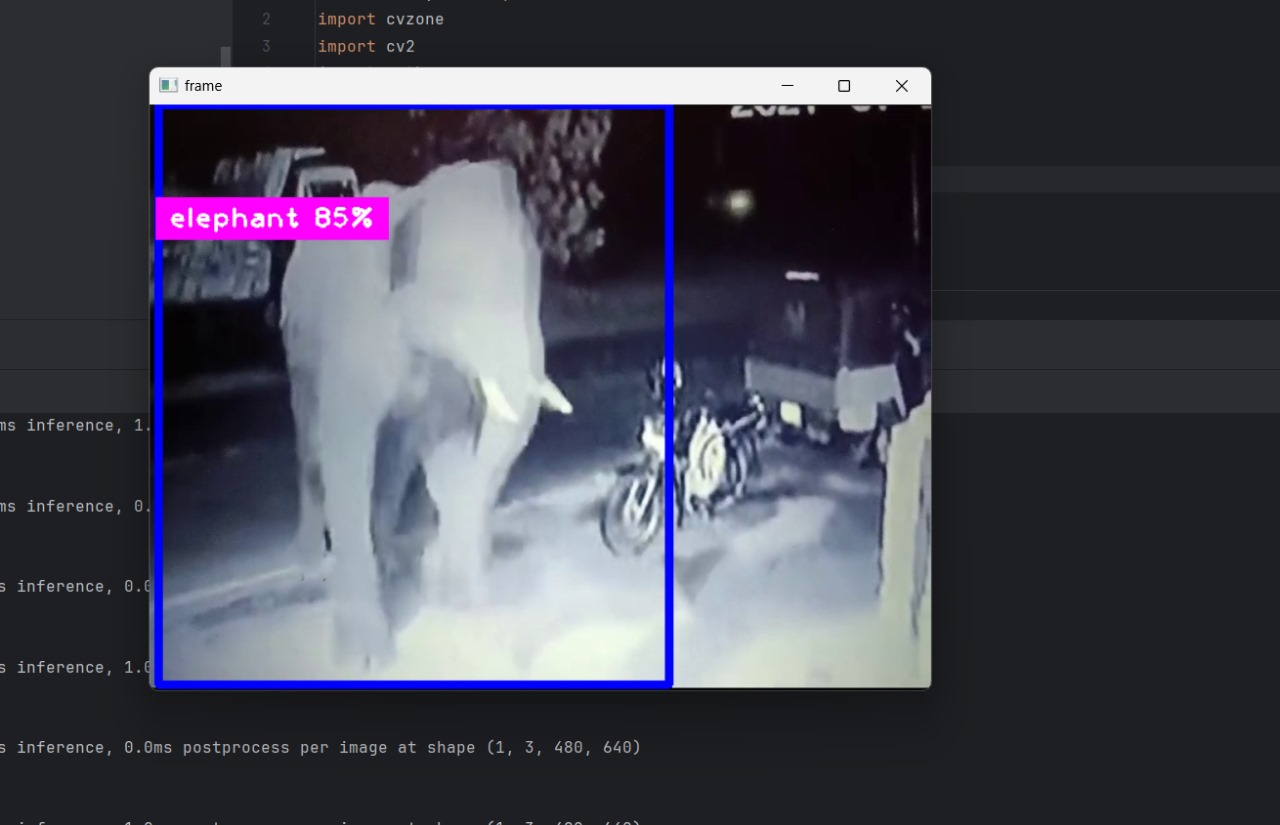 2
import cvzone
3
import cv2
frame
elephant 85%
ms inference, 1.
ms inference, 0.
s inference, 0.0
s inference, 1.0
s inference, 0.0ms postprocess per image at shape (1, 3, 480, 640)